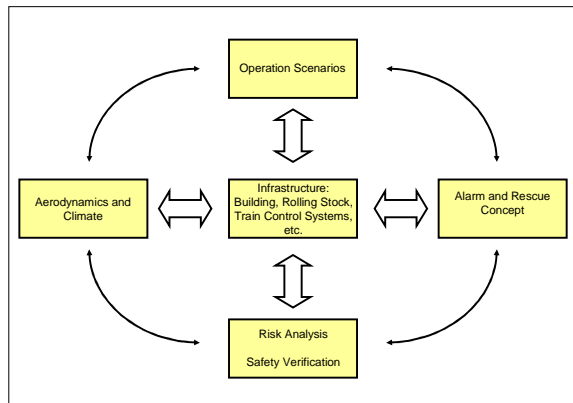 Operation Scenarios
Aerodynamics and
Climate
Infrastructure:
Building, Rolling Stock,
Train Control Systems,
etc.
Alarm and Rescue
Concept
Risk Analysis
Safety Verification